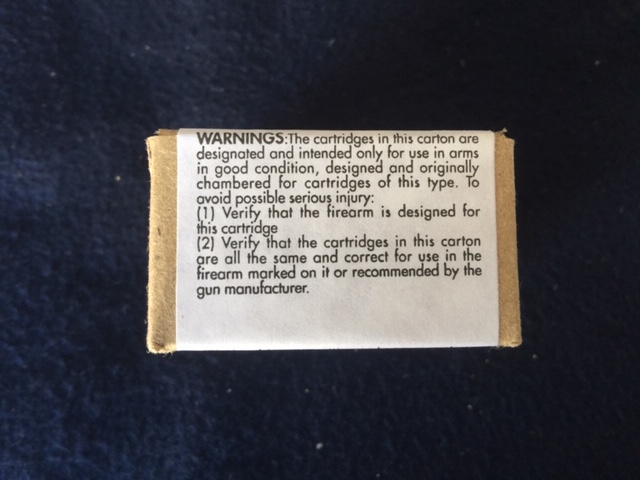 WARNINGS:The cartridges in this carton are
designated and intended only for use in arms
in good condition, designed and originally
chambered for cartridges of this type. To
avoid possible serious injury:
(1) Verify that the firearm is designed for
this cartridge
(2) Verify that the cartridges in this carton
are all the same and correct for use in the
firearm marked on it or recommended by the
gun manufacturer.